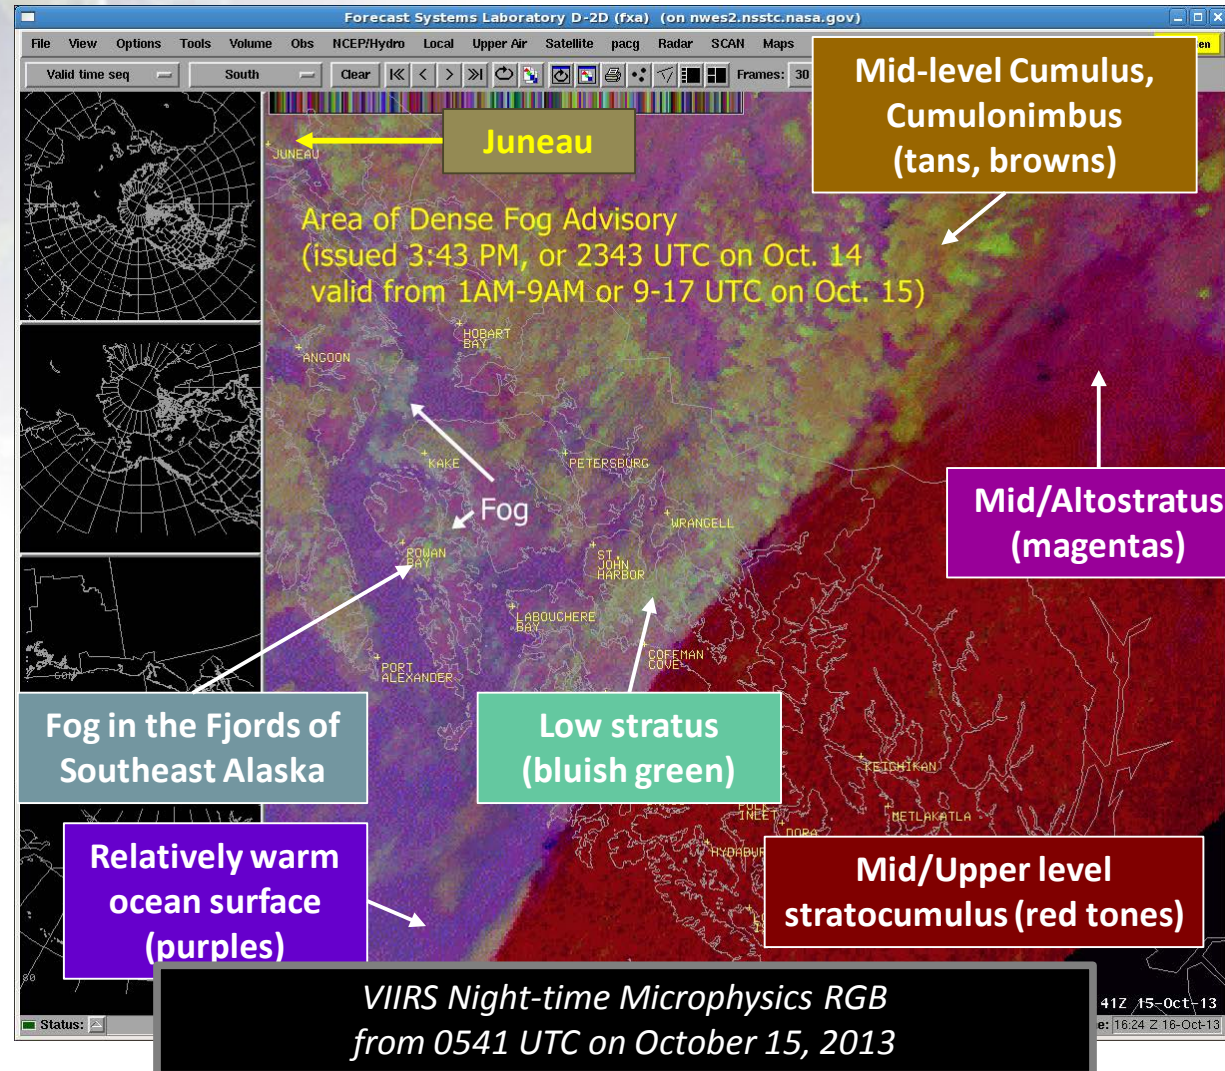 Forecast Systems Laboratory D-2D (fxa) (on nwes2.nsstc.nasa.gov)
File View Options Tools Volume Obs NCEP/Hydro Local Upper Air Satellite pacg Radar SCAN Maps
Valid time seq South Clear Frames: 30
Mid-level Cumulus,
Cumulonimbus
(tans, browns)
Juneau
JUNEAU
Area of Dense Fog Advisory
(issued 3:43 PM, or 2343 UTC on Oct. 14
valid from 1AM-9AM or 9-17 UTC on Oct. 15)
HOBART
BAY
ANGOON
KAKE
PETERSBURG
Fog
WRANGELL
Mid/Altostratus
(magentas)
ROWAN
BAY
ST.
JOHN
HARBOR
LABOUCHERE
BAY
COFFMAN
COVE
PORT
ALEXANDER
Fog in the Fjords of
Southeast Alaska
Low stratus
(bluish green)
KETCHIKAN
INLET
METLAKATLA
DORA
HYDABUR
Relatively warm
ocean surface
(purples)
Mid/Upper level
stratocumulus (red tones)
VIIRS Night-time Microphysics RGB
from 0541 UTC on October 15, 2013
41Z 15-Oct-13
Status:
e: 16:24 Z 16-Oct-13